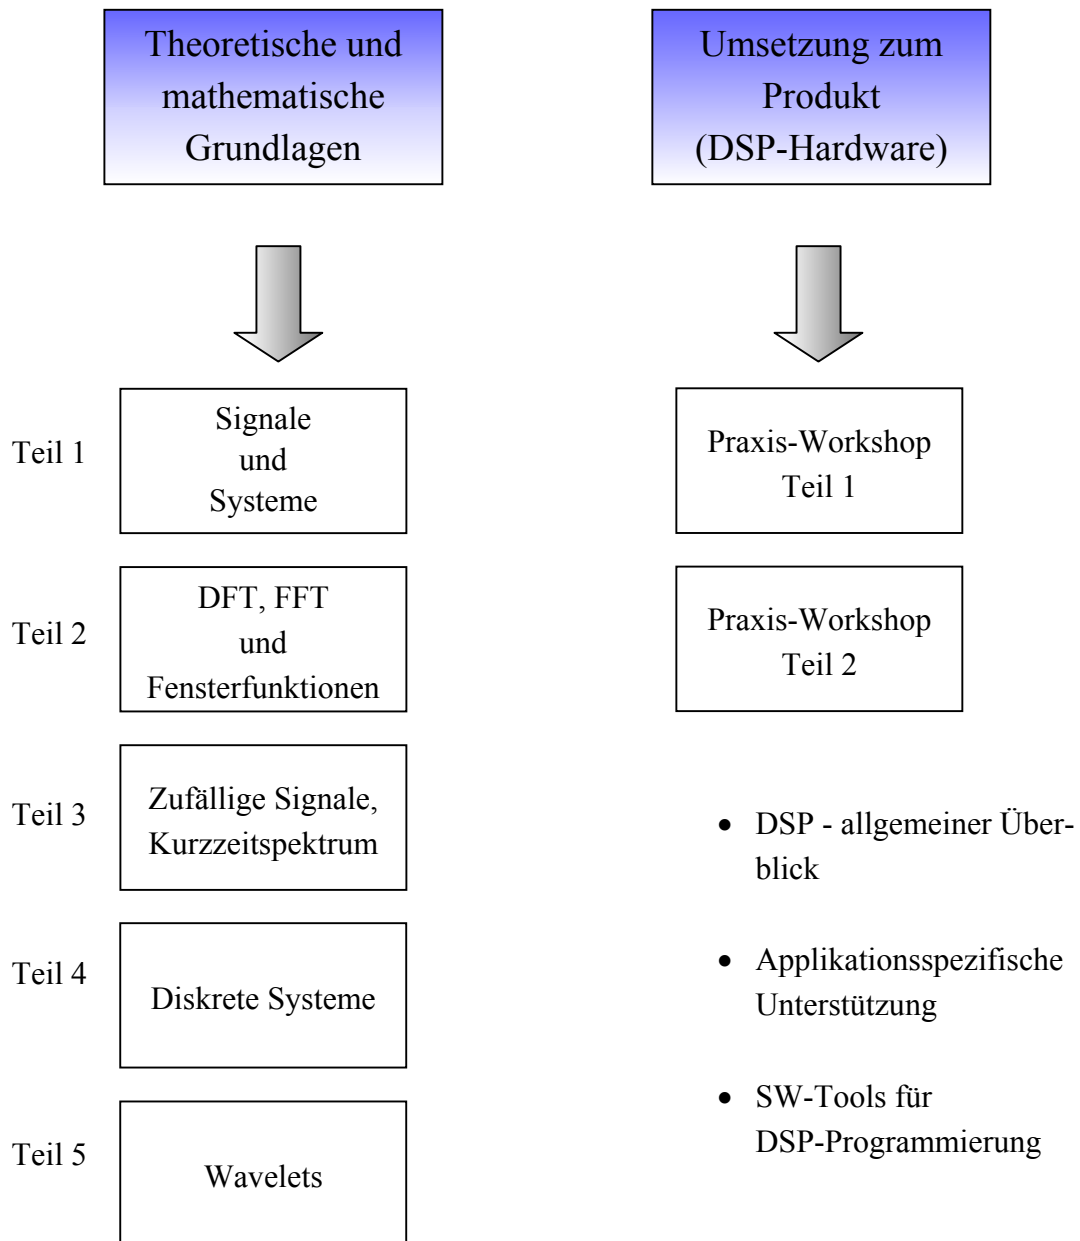 Theoretische und
mathematische
Grundlagen
Umsetzung zum
Produkt
(DSP-Hardware)
Teil 1
Signale
und
Systeme
Praxis-Workshop
Teil 1
Teil 2
DFT, FFT
und
Fensterfunktionen
Praxis-Workshop
Teil 2
Teil 3
Zufällige Signale,
Kurzzeitspektrum
Teil 4
Diskrete Systeme
Teil 5
Wavelets
• DSP - allgemeiner Über-
blick
• Applikationsspezifische
Unterstützung
• SW-Tools für
DSP-Programmierung